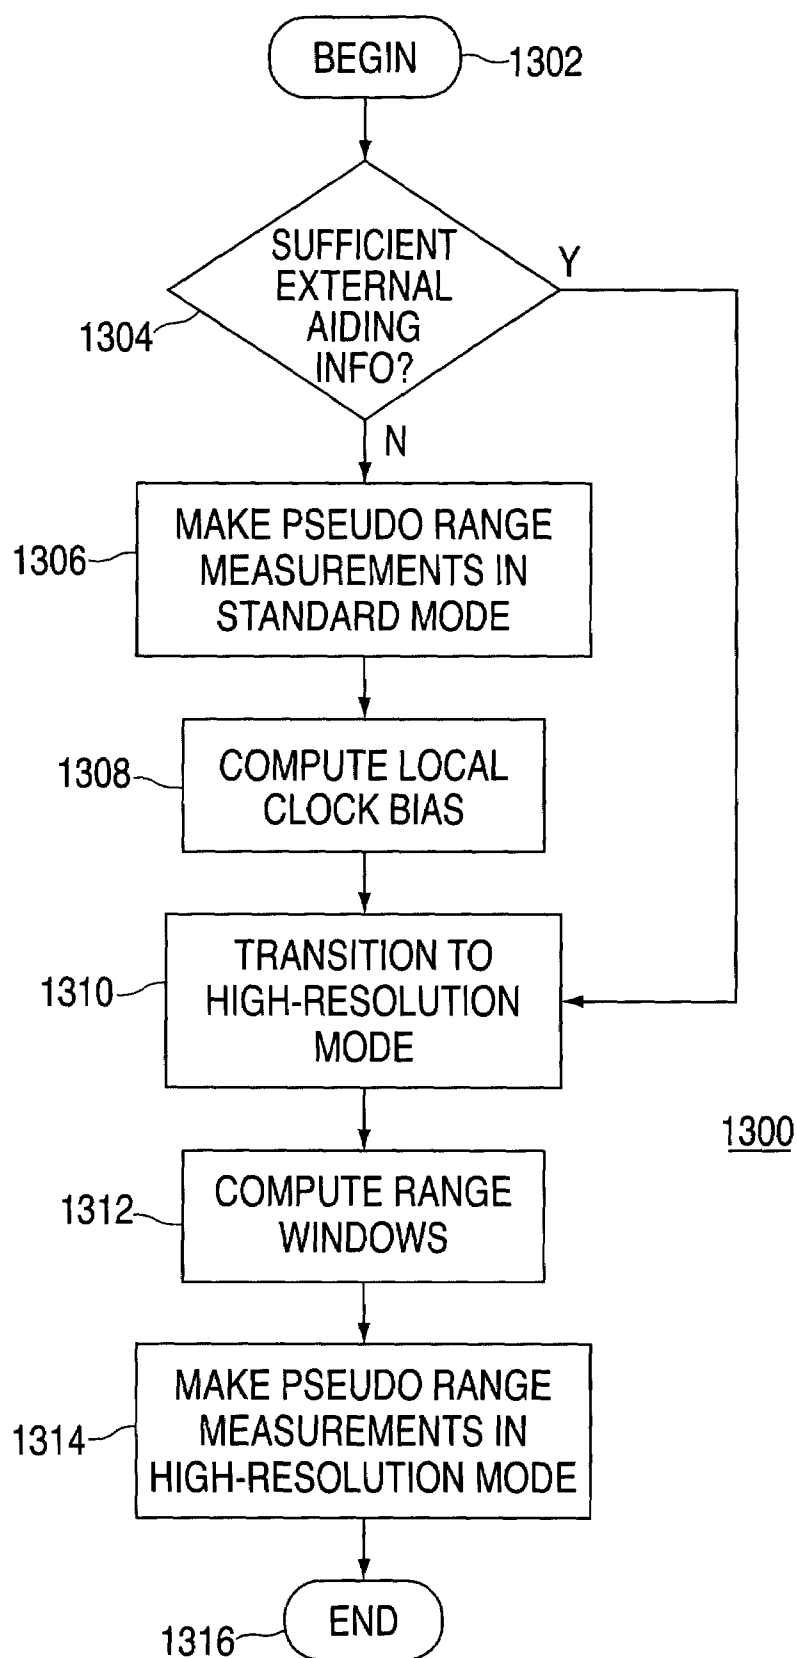 BEGIN
1302
SUFFICIENT
EXTERNAL
AIDING
INFO?
Y
1304
N
MAKE PSEUDO RANGE
MEASUREMENTS IN
STANDARD MODE
1306
COMPUTE LOCAL
CLOCK BIAS
1308
TRANSITION TO
HIGH-RESOLUTION
MODE
1310
1300
COMPUTE RANGE
WINDOWS
1312
MAKE PSEUDO RANGE
MEASUREMENTS IN
HIGH-RESOLUTION MODE
1314
END
1316